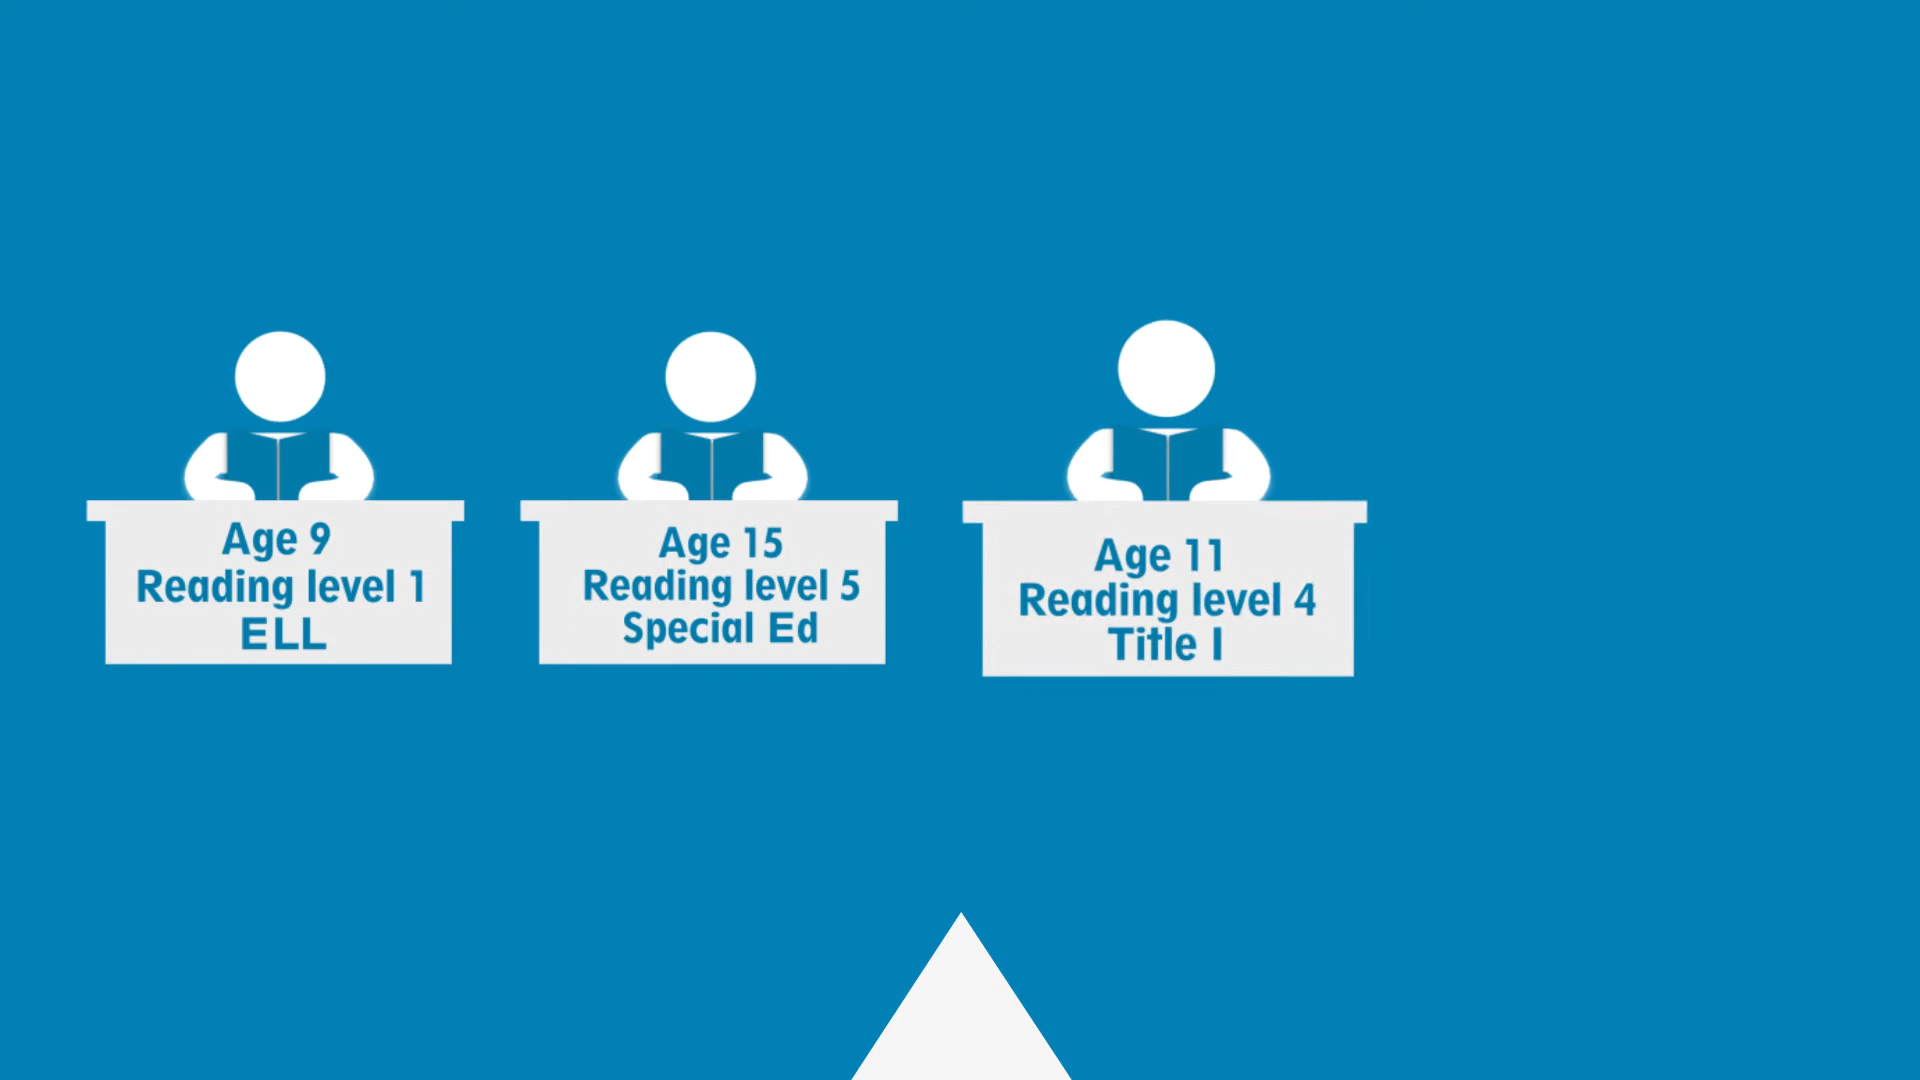 Age 9
Reading level 1
ELL
Age 15
Reading level 5
Special Ed
Age 11
Reading level 4
Title I